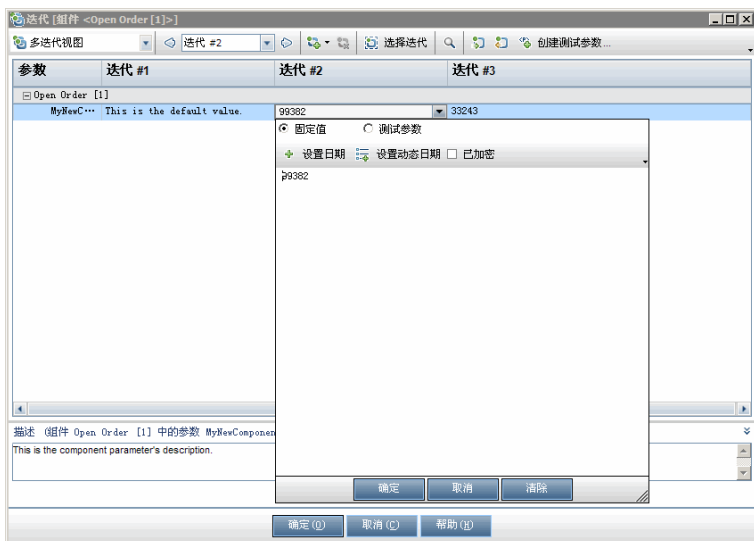 迭代 [组件 <Open Order [1]>]
多迭代视图 迭代 #2 选择迭代 创建测试参数...
参数 迭代 #1 迭代 #2 迭代 #3
Open Order [1]
MyNewC... This is the default value. 99382 33243
固定值 测试参数
设置日期 设置动态日期 已加密
99382
描述 (组件 Open Order [1] 中的参数 MyNewComponen
This is the component parameter's description.
确定 取消 清除
确定(O) 取消(C) 帮助(H)